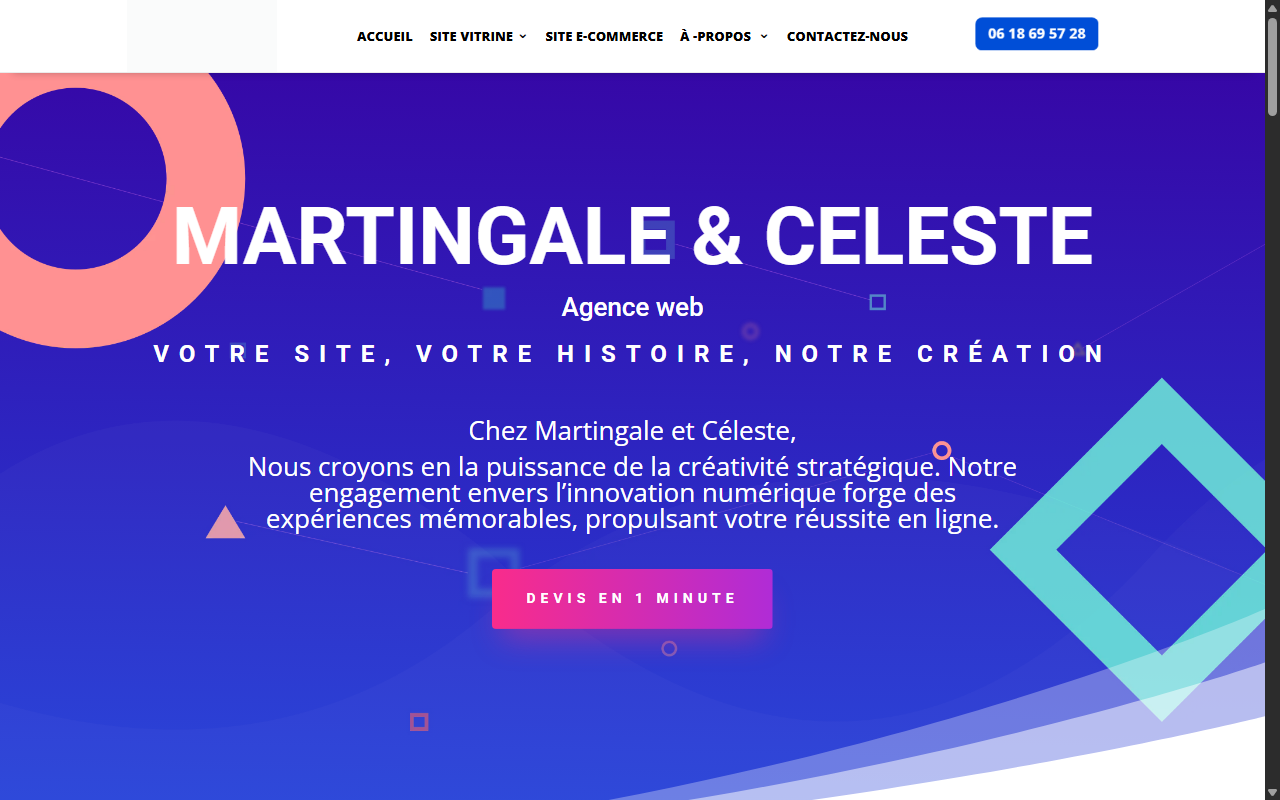 ACCUEIL SITE VITRINE SITE E-COMMERCE À -PROPOS CONTACTEZ-NOUS 06 18 69 57 28
MARTINGALE & CELESTE
Agence web
VOTRE SITE, VOTRE HISTOIRE, NOTRE CRÉATION
Chez Martingale et Céleste,
Nous croyons en la puissance de la créativité stratégique. Notre
engagement envers l’innovation numérique forge des
expériences mémorables, propulsant votre réussite en ligne.
DEVIS EN 1 MINUTE